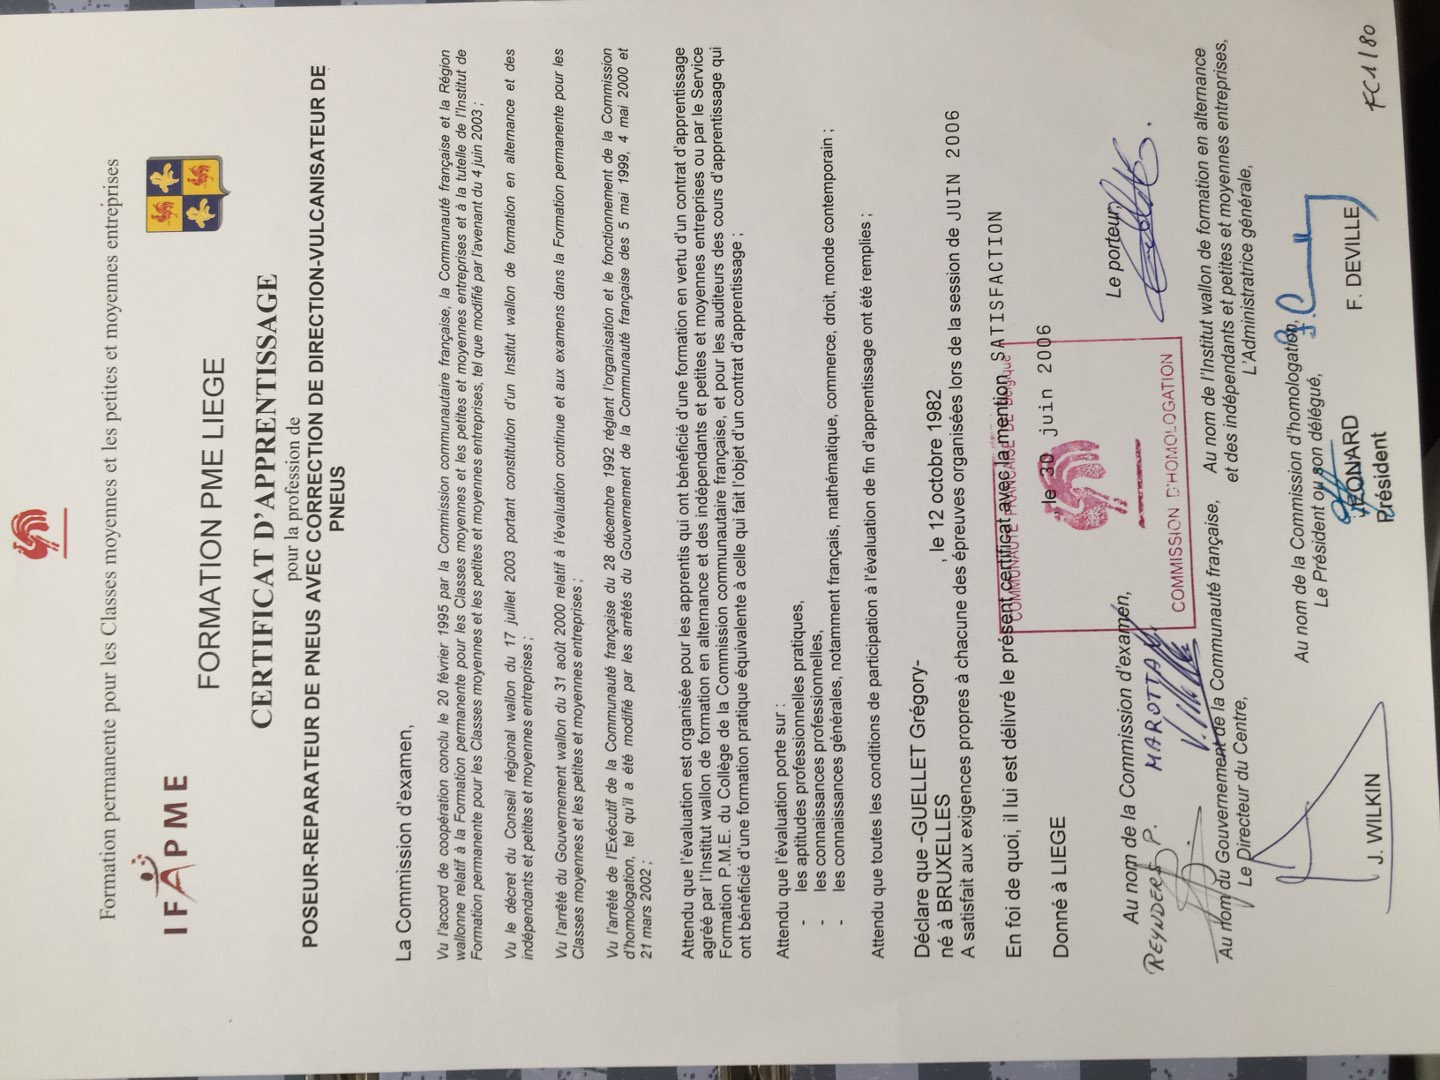 Formation permanente pour les Classes moyennes et les petites et moyennes entreprises
IFAPME
FORMATION PME LIEGE
CERTIFICAT D'APPRENTISSAGE
pour la profession de
POSEUR-REPARATEUR DE PNEUS AVEC CORRECTION DE DIRECTION-VULCANISATEUR DE
PNEUS
La Commission d'examen,
Vu l'accord de coopération conclu le 20 février 1995 par la Commission communautaire française, la Communauté française et la Région
wallonne relatif à la Formation permanente pour les Classes moyennes et les petites et moyennes entreprises et à la tutelle de l'Institut de
Formation permanente pour les Classes moyennes et les petites et moyennes entreprises, tel que modifié par l'avenant du 4 juin 2003 ;
Vu le décret du Conseil régional wallon du 17 juillet 2003 portant constitution d'un Institut wallon de formation en alternance et des
indépendants et petites et moyennes entreprises ;
Vu l'arrêté du Gouvernement wallon du 31 août 2000 relatif à l'évaluation continue et aux examens dans la Formation permanente pour les
Classes moyennes et les petites et moyennes entreprises ;
Vu l'arrêté de l'Exécutif de la Communauté française du 28 décembre 1992 réglant l'organisation et le fonctionnement de la Commission
d'homologation, tel qu'il a été modifié par les arrêtés du Gouvernement de la Communauté française des 5 mai 1999, 4 mai 2000 et
21 mars 2002 ;
Attendu que l'évaluation est organisée pour les apprentis qui ont bénéficié d'une formation en vertu d'un contrat d'apprentissage
agréé par l'Institut wallon de formation en alternance et des indépendants et petites et moyennes entreprises ou par le Service
Formation P.M.E. du Collège de la Commission communautaire française, et pour les auditeurs des cours d'apprentissage qui
ont bénéficié d'une formation pratique équivalente à celle qui fait l'objet d'un contrat d'apprentissage ;
Attendu que l'évaluation porte sur :
- les aptitudes professionnelles pratiques,
- les connaissances professionnelles,
- les connaissances générales, notamment français, mathématique, commerce, droit, monde contemporain ;
Attendu que toutes les conditions de participation à l'évaluation de fin d'apprentissage ont été remplies ;
Déclare que -GUELLET Grégory-
né à BRUXELLES , le 12 octobre 1982
A satisfait aux exigences propres à chacune des épreuves organisées lors de la session de JUIN 2006
En foi de quoi, il lui est délivré le présent certificat avec la mention SATISFACTION
COMMUNAUTE FRANCAISE DE Belgique
Donné à LIEGE , le 30 juin 2006
Au nom de la Commission d'examen, Le porteur,
REYNDERS P. MAROTTA
COMMISSION D'HOMOLOGATION
Au nom du Gouvernement de la Communauté française, Au nom de l'Institut wallon de formation en alternance
Le Directeur du Centre, et des indépendants et petites et moyennes entreprises,
L'Administratrice générale,
Au nom de la Commission d'homologation,
Le Président ou son délégué,
J. WILKIN LEONARD F. DEVILLE
Président
FC1/80